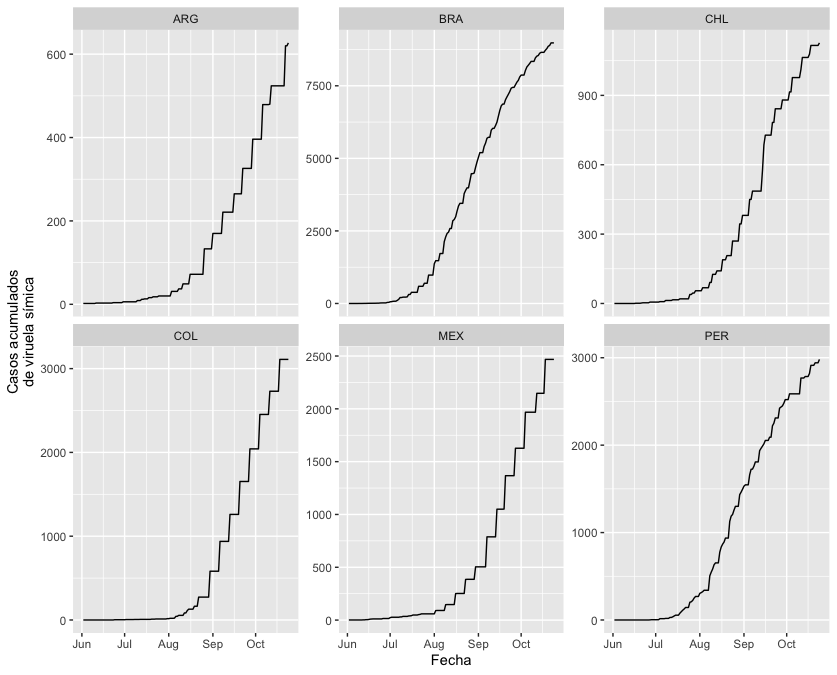 ARG
BRA
CHL
600
400
200
0
7500
5000
2500
0
900
600
300
0
Casos acumulados
de viruela símica
COL
MEX
PER
3000
2000
1000
0
2500
2000
1500
1000
500
0
3000
2000
1000
0
Jun Jul Aug Sep Oct
Jun Jul Aug Sep Oct
Jun Jul Aug Sep Oct
Fecha